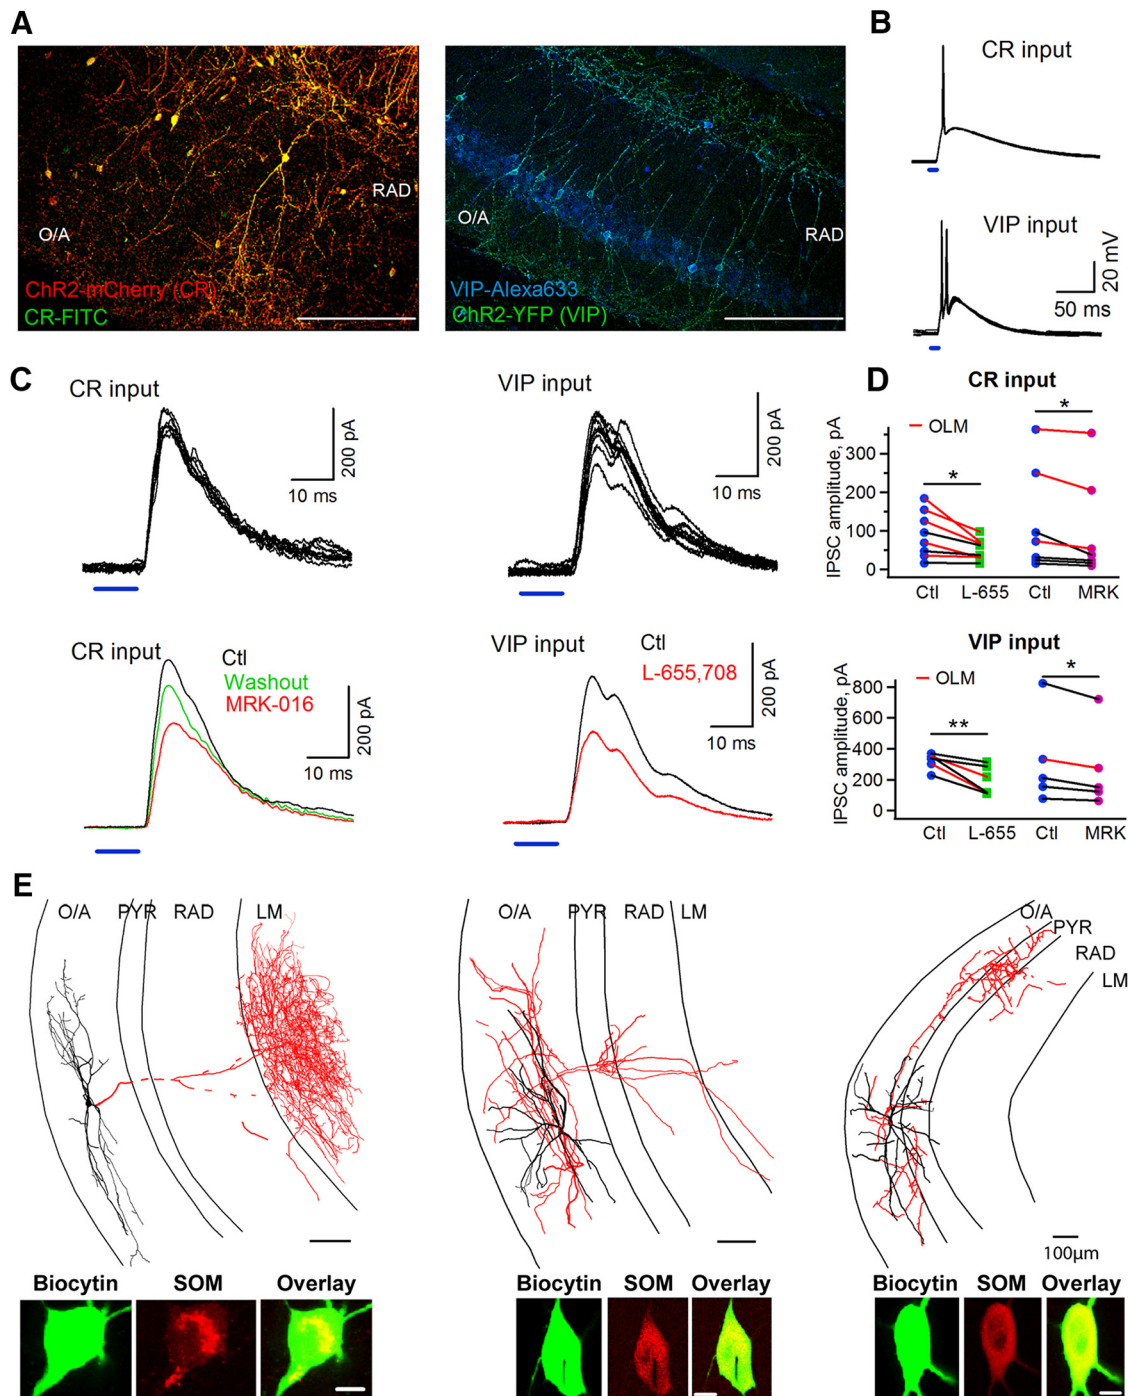 A
O/A
RAD
ChR2-mCherry (CR)
CR-FITC
O/A
RAD
VIP-Alexa633
ChR2-YFP (VIP)
B
CR input
VIP input
20 mV
50 ms
C
CR input
200 pA
10 ms
VIP input
200 pA
10 ms
CR input
Ctl
Washout
MRK-016
200 pA
10 ms
VIP input
Ctl
L-655,708
200 pA
10 ms
D
CR input
OLM
*
*
IPSC amplitude, pA
300
200
100
0
Ctl L-655 Ctl MRK
VIP input
OLM
**
*
IPSC amplitude, pA
800
600
400
200
0
Ctl L-655 Ctl MRK
E
O/A PYR RAD LM
O/A PYR RAD LM
O/A
PYR
RAD
LM
100µm
Biocytin SOM Overlay
Biocytin SOM Overlay
Biocytin SOM Overlay